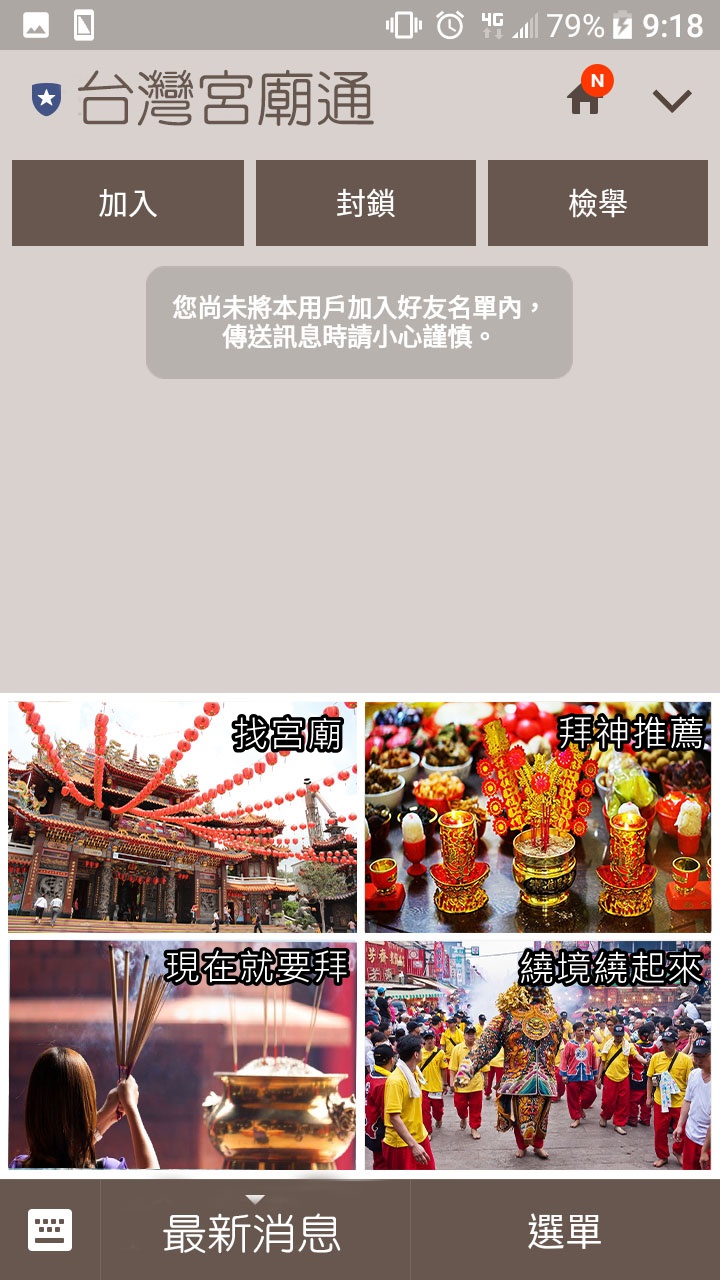 4G 79% 9:18
台灣宮廟通
N
加入 封鎖 檢舉
您尚未將本用戶加入好友名單內，
傳送訊息時請小心謹慎。
找宮廟 拜神推薦
現在就要拜 繞境繞起來
最新消息 選單